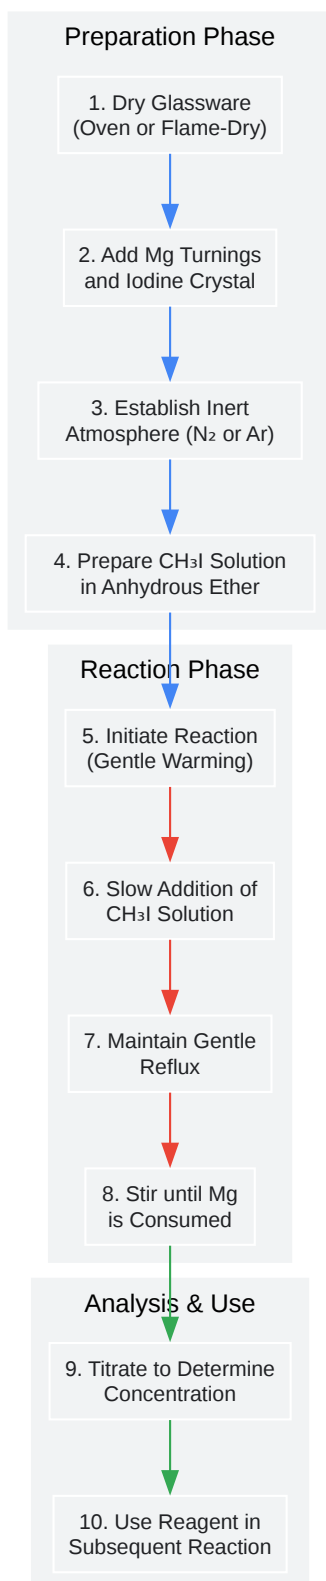 Preparation Phase
1. Dry Glassware
(Oven or Flame-Dry)
2. Add Mg Turnings
and Iodine Crystal
3. Establish Inert
Atmosphere (N₂ or Ar)
4. Prepare CH₃I Solution
in Anhydrous Ether
Reaction Phase
5. Initiate Reaction
(Gentle Warming)
6. Slow Addition of
CH₃I Solution
7. Maintain Gentle
Reflux
8. Stir until Mg
is Consumed
Analysis & Use
9. Titrate to Determine
Concentration
10. Use Reagent in
Subsequent Reaction